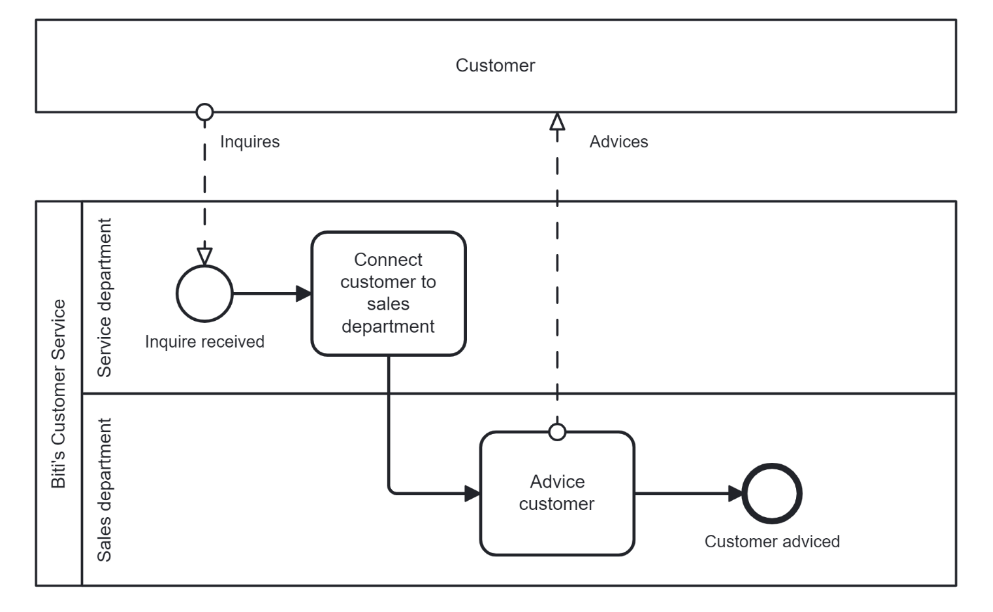 Customer
Inquires
Advices
Biti's Customer Service
Service department
Connect
customer to
sales
department
Inquire received
Sales department
Advice
customer
Customer adviced